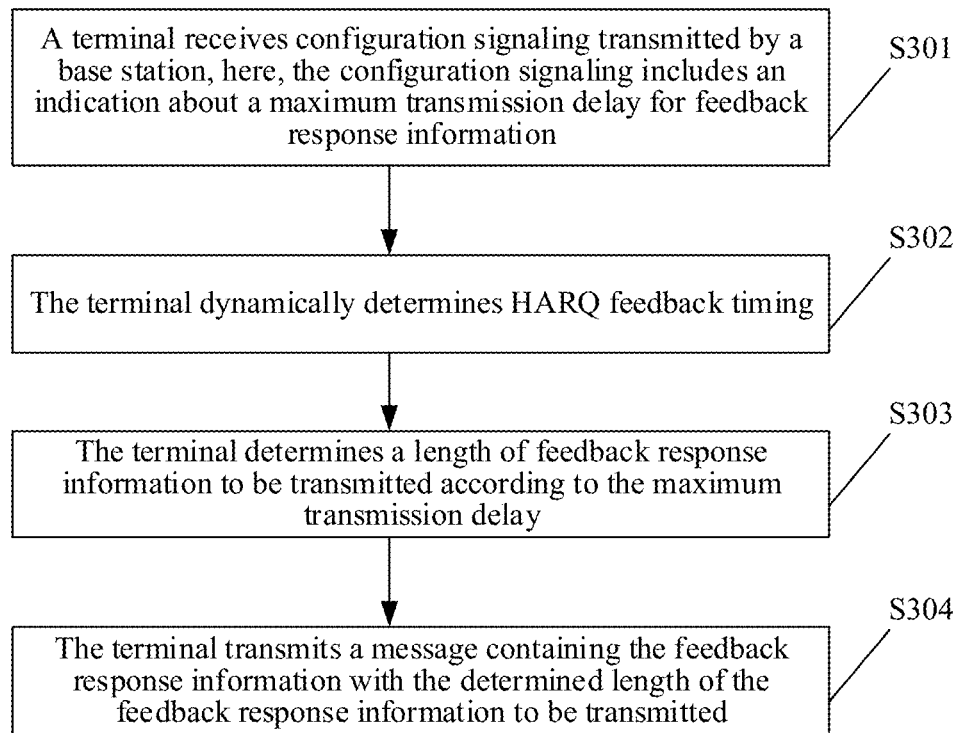 A terminal receives configuration signaling transmitted by a
base station, here, the configuration signaling includes an
indication about a maximum transmission delay for feedback
response information
S301
S302
The terminal dynamically determines HARQ feedback timing
S303
The terminal determines a length of feedback response
information to be transmitted according to the maximum
transmission delay
S304
The terminal transmits a message containing the feedback
response information with the determined length of the
feedback response information to be transmitted